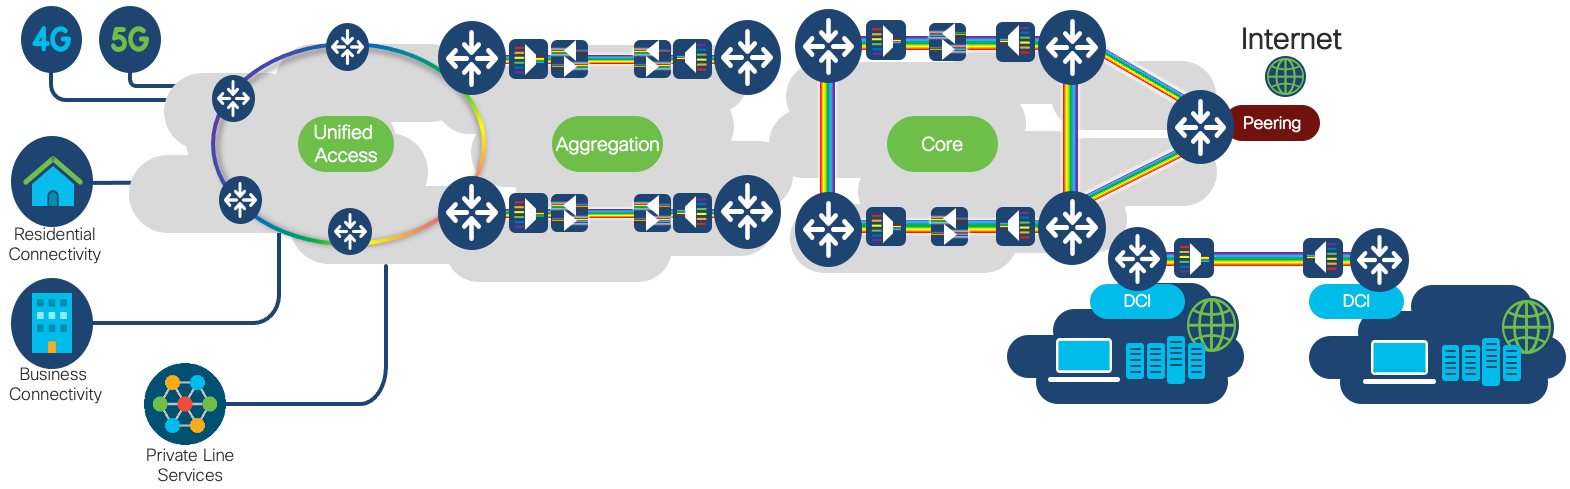 4G
5G
Unified
Access
Aggregation
Core
Internet
Peering
Residential
Connectivity
Business
Connectivity
Private Line
Services
DCI
DCI